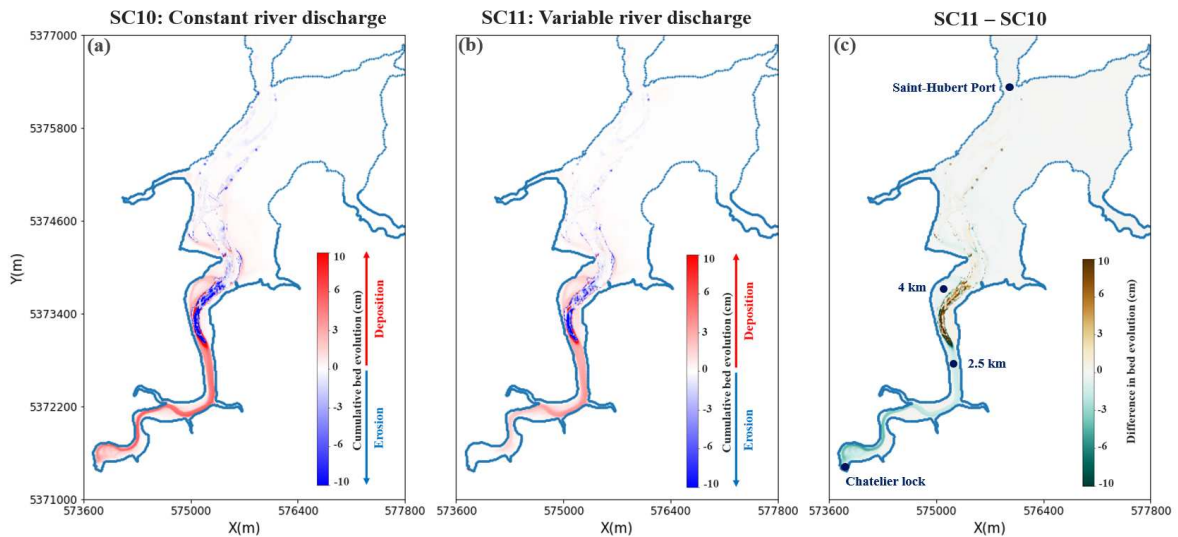 SC10: Constant river discharge
SC11: Variable river discharge
SC11 – SC10
(a)
(b)
(c)
5377000
5375800
5374600
5373400
5372200
5371000
Y(m)
573600
575000
576400
577800
X(m)
10
6
3
0
-3
-6
-10
Cumulative bed evolution (cm)
Deposition
Erosion
573600
575000
576400
577800
X(m)
10
6
3
0
-3
-6
-10
Cumulative bed evolution (cm)
Deposition
Erosion
Saint-Hubert Port
4 km
2.5 km
Chatelier lock
10
6
3
0
-3
-6
-10
Difference in bed evolution (cm)
573600
575000
576400
577800
X(m)